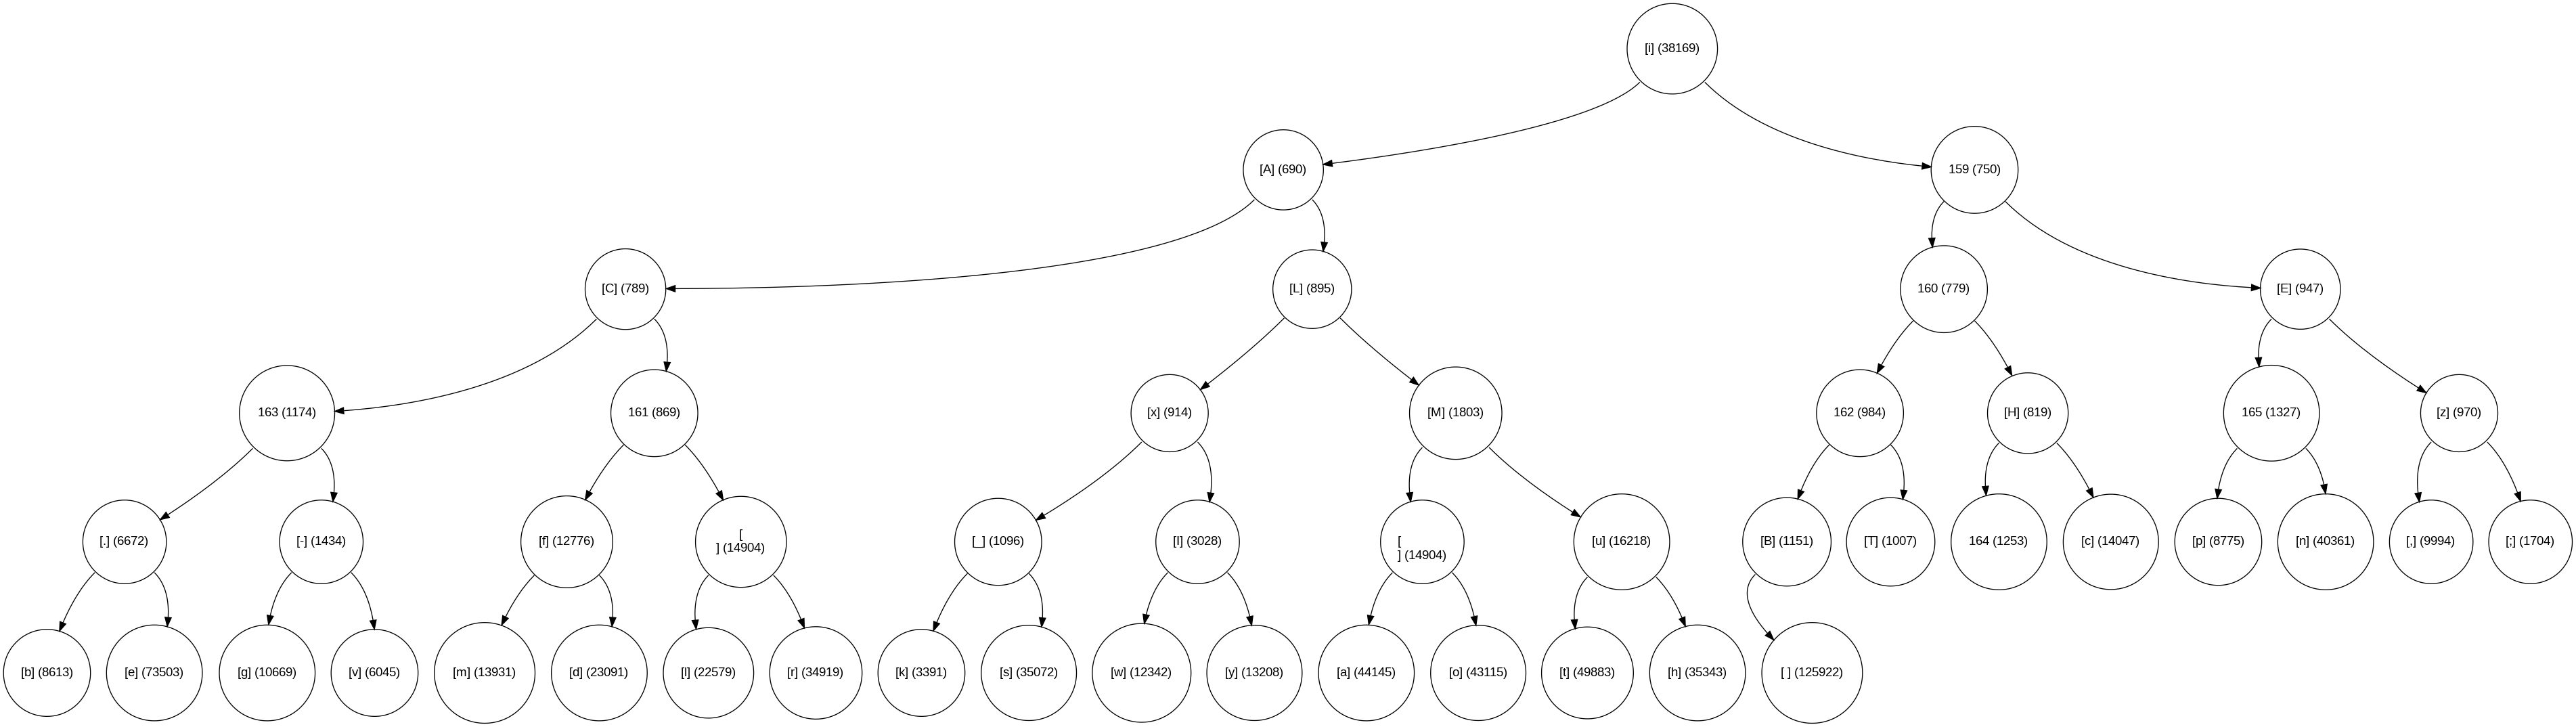 [i] (38169)
[A] (690)
159 (750)
[C] (789)
[L] (895)
160 (779)
[E] (947)
163 (1174)
161 (869)
[x] (914)
[M] (1803)
162 (984)
[H] (819)
165 (1327)
[z] (970)
[.] (6672)
[-] (1434)
[f] (12776)
[
] (14904)
[_] (1096)
[I] (3028)
[
] (14904)
[u] (16218)
[B] (1151)
[T] (1007)
164 (1253)
[c] (14047)
[p] (8775)
[n] (40361)
[,] (9994)
[;] (1704)
[b] (8613)
[e] (73503)
[g] (10669)
[v] (6045)
[m] (13931)
[d] (23091)
[l] (22579)
[r] (34919)
[k] (3391)
[s] (35072)
[w] (12342)
[y] (13208)
[a] (44145)
[o] (43115)
[t] (49883)
[h] (35343)
[ ] (125922)